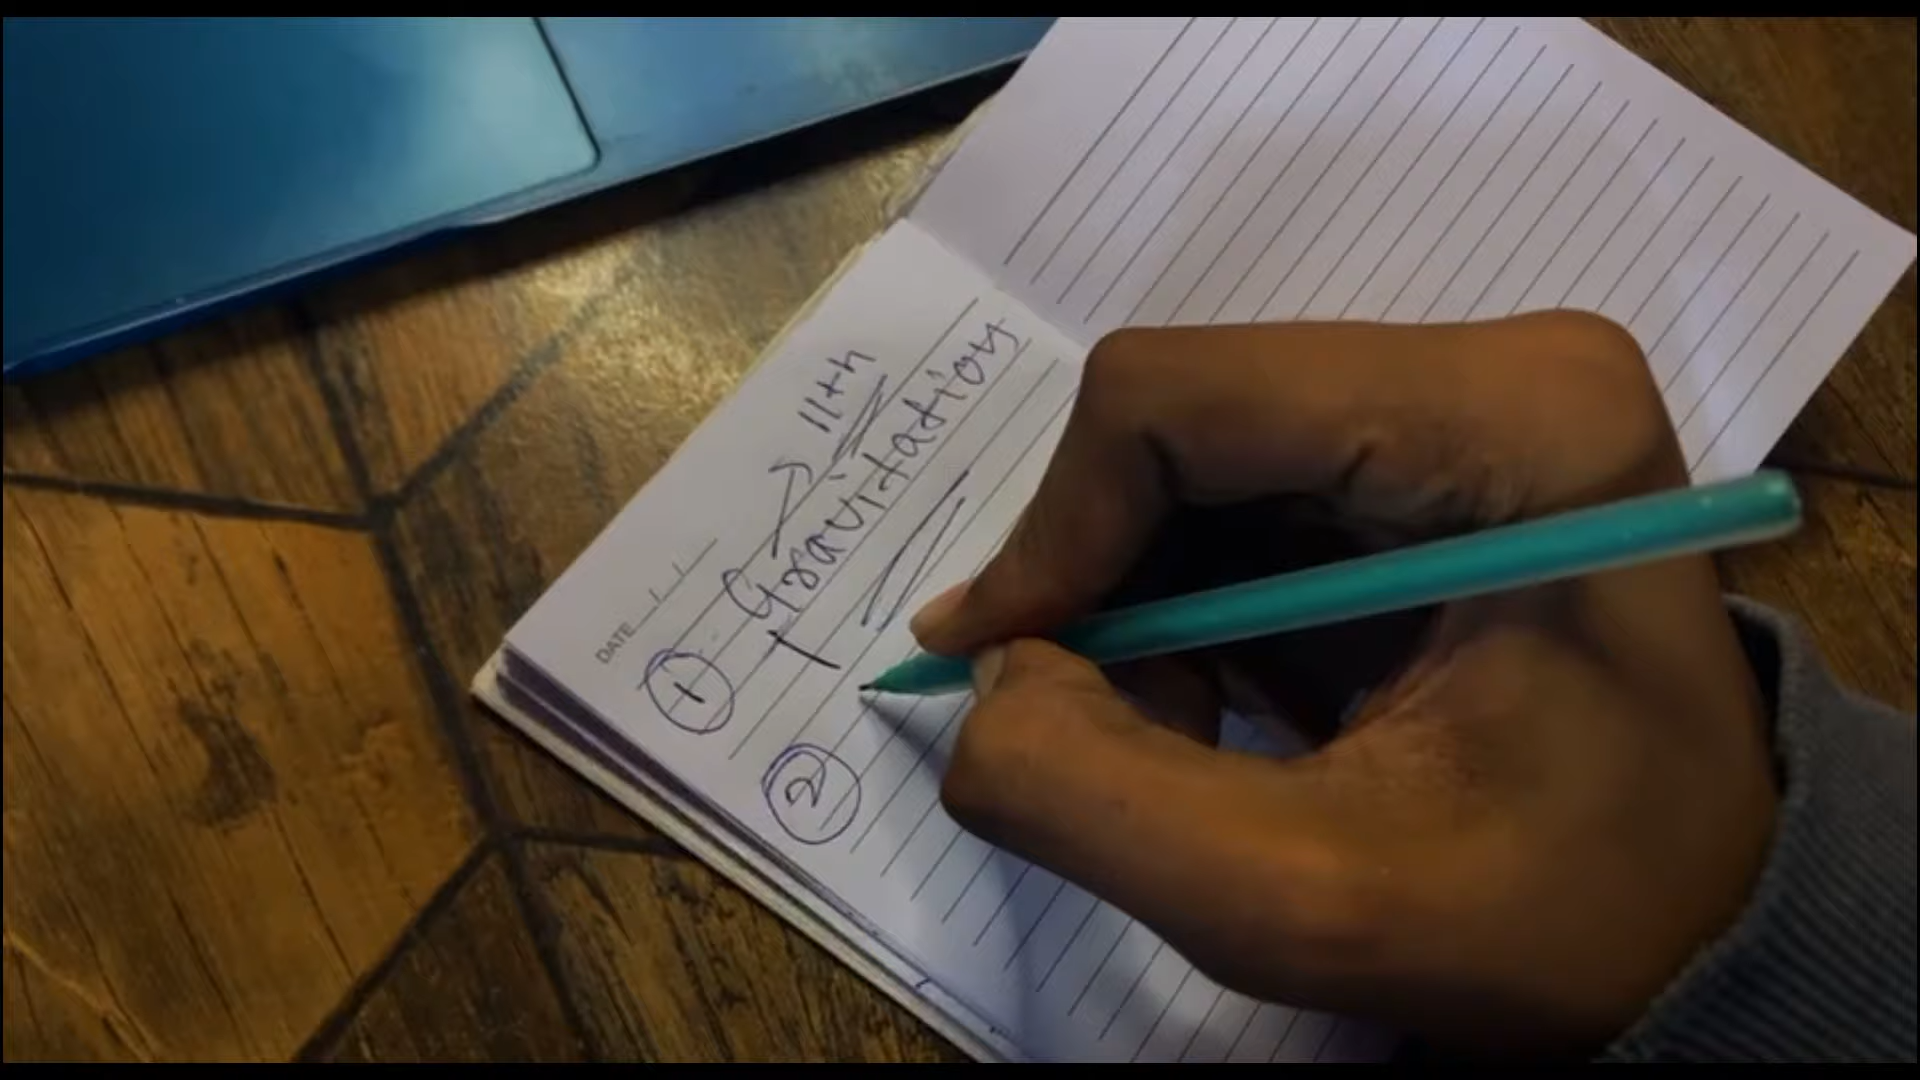 DATE / /
→ 11th
① Gravitation
②